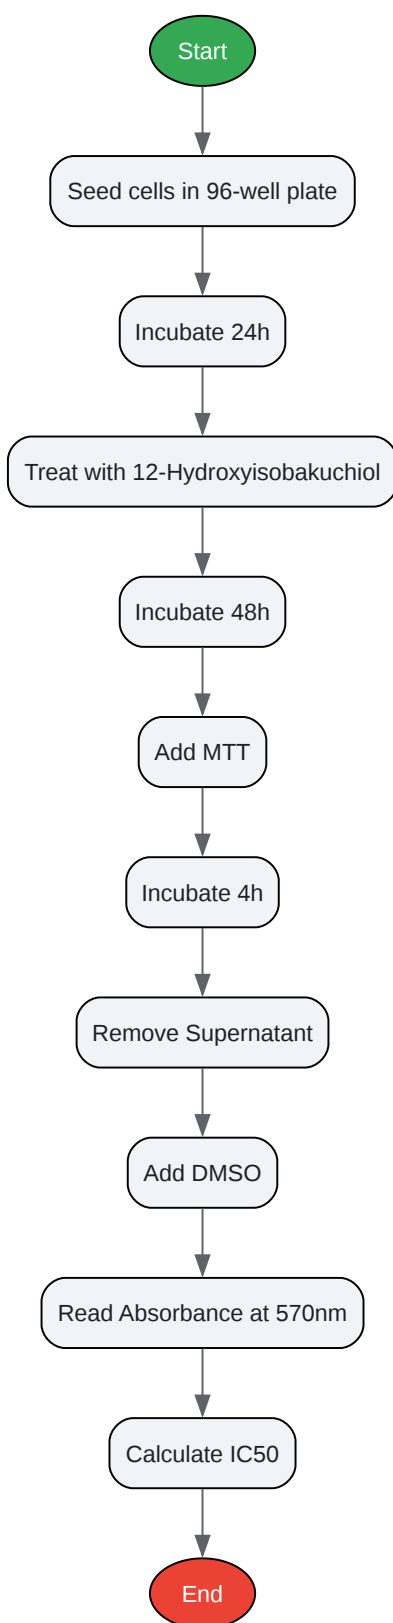 Start
Seed cells in 96-well plate
Incubate 24h
Treat with 12-Hydroxyisobakuchiol
Incubate 48h
Add MTT
Incubate 4h
Remove Supernatant
Add DMSO
Read Absorbance at 570nm
Calculate IC50
End